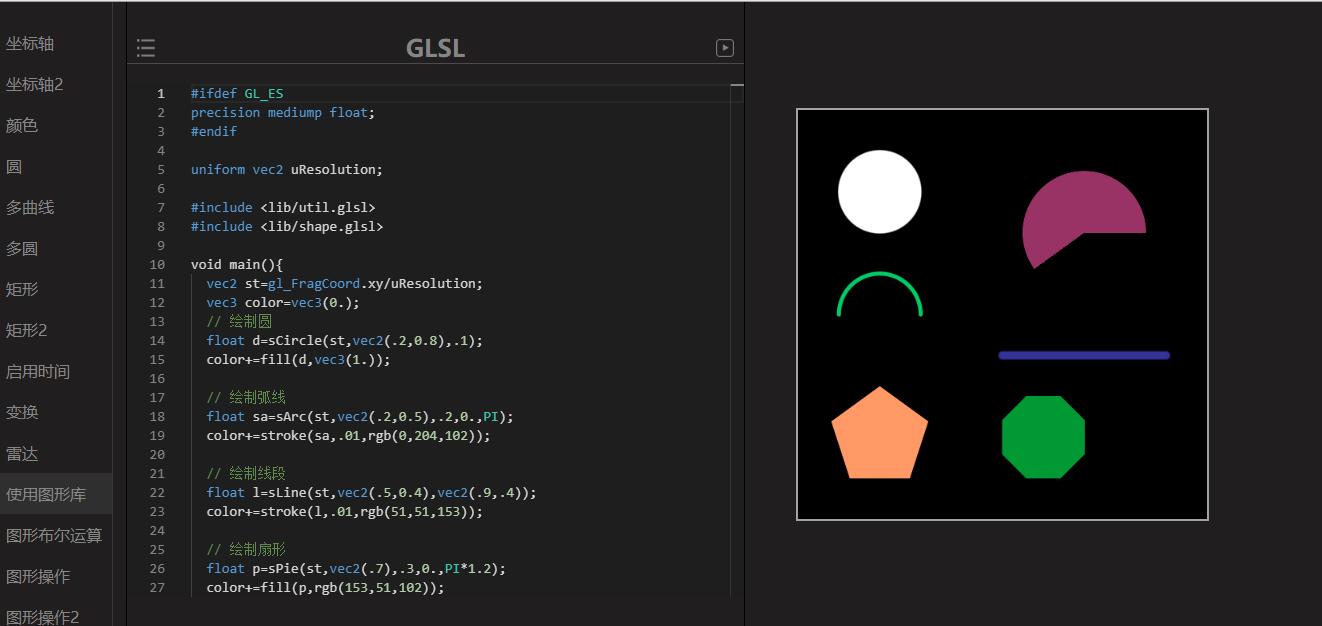 坐标轴
坐标轴2
颜色
圆
多曲线
多圆
矩形
矩形2
启用时间
变换
雷达
使用图形库
图形布尔运算
图形操作
图形操作2
GLSL
1 #ifdef GL_ES
2 precision mediump float;
3 #endif
4
5 uniform vec2 uResolution;
6
7 #include <lib/util.glsl>
8 #include <lib/shape.glsl>
9
10 void main(){
11 vec2 st=gl_FragCoord.xy/uResolution;
12 vec3 color=vec3(0.);
13 // 绘制圆
14 float d=sCircle(st,vec2(.2,0.8),.1);
15 color+=fill(d,vec3(1.));
16
17 // 绘制弧线
18 float sa=sArc(st,vec2(.2,0.5),.2,0.,PI);
19 color+=stroke(sa,.01,rgb(0,204,102));
20
21 // 绘制线段
22 float l=sLine(st,vec2(.5,0.4),vec2(.9,.4));
23 color+=stroke(l,.01,rgb(51,51,153));
24
25 // 绘制扇形
26 float p=sPie(st,vec2(.7),.3,0.,PI*1.2);
27 color+=fill(p,rgb(153,51,102));